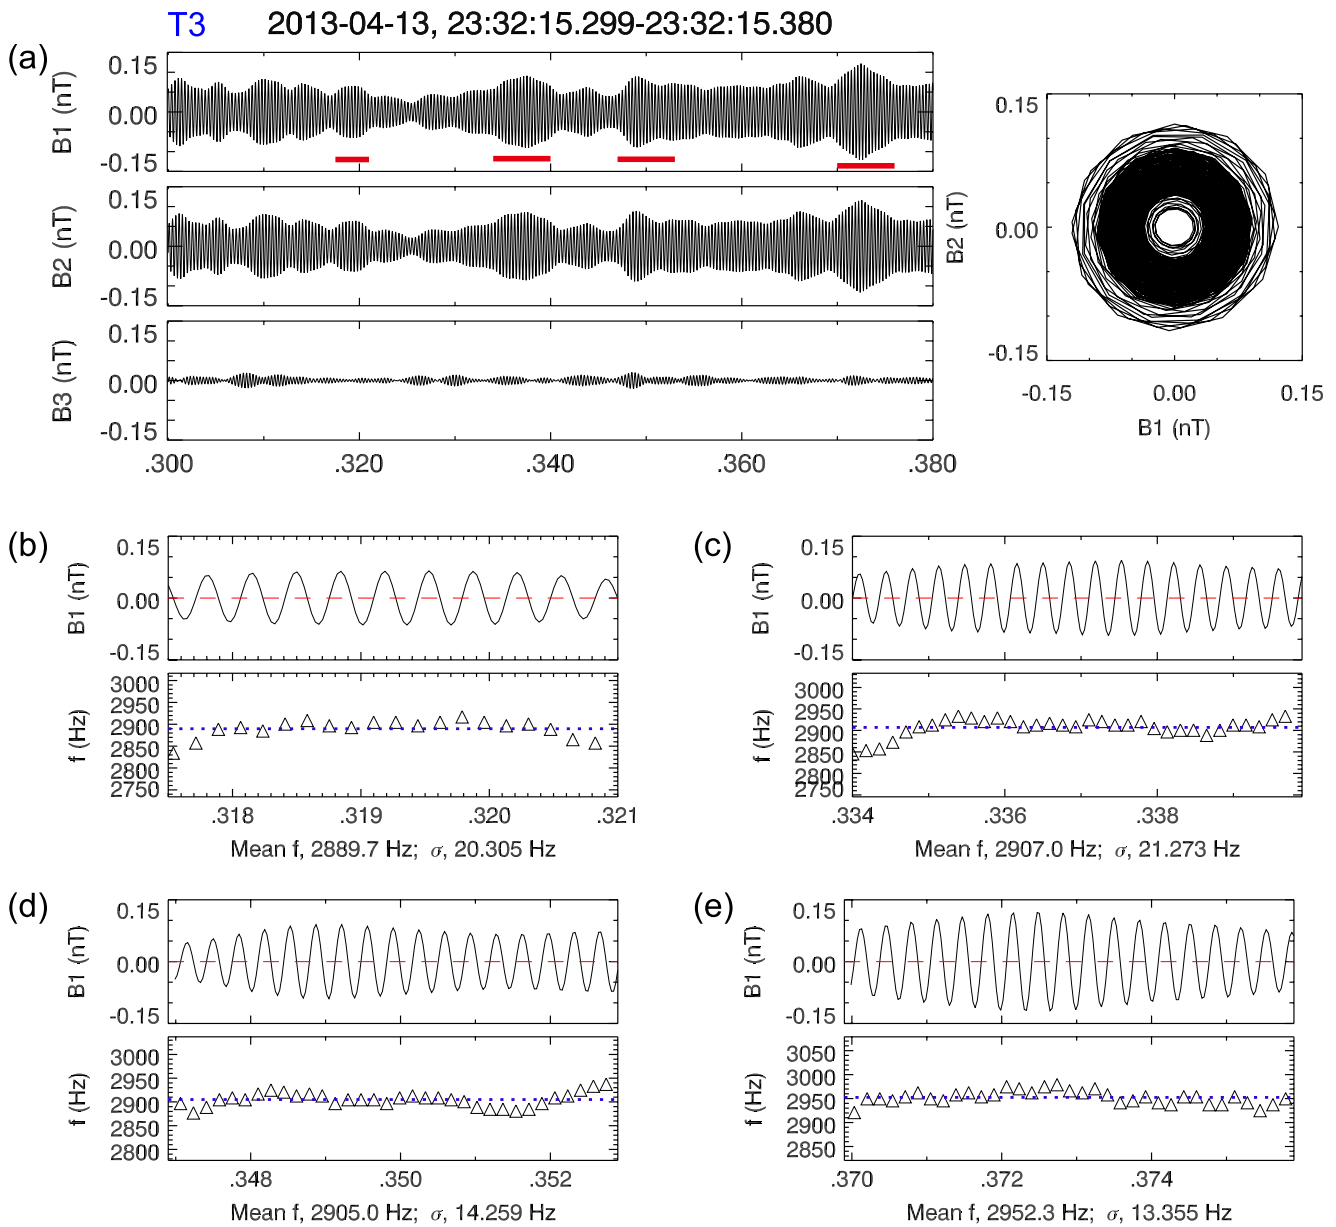 T3 2013-04-13, 23:32:15.299-23:32:15.380
(a)
0.15
0.00
-0.15
B1 (nT)
0.15
0.00
-0.15
B2 (nT)
0.15
0.00
-0.15
B3 (nT)
.300 .320 .340 .360 .380
0.15
0.00
-0.15
B2 (nT)
-0.15 0.00 0.15
B1 (nT)
(b)
0.15
0.00
-0.15
B1 (nT)
3000
2950
2900
2850
2800
2750
f (Hz)
.318 .319 .320 .321
Mean f, 2889.7 Hz; σ, 20.305 Hz
(c)
0.15
0.00
-0.15
B1 (nT)
3000
2950
2900
2850
2800
2750
f (Hz)
.334 .336 .338
Mean f, 2907.0 Hz; σ, 21.273 Hz
(d)
0.15
0.00
-0.15
B1 (nT)
3000
2950
2900
2850
2800
f (Hz)
.348 .350 .352
Mean f, 2905.0 Hz; σ, 14.259 Hz
(e)
0.15
0.00
-0.15
B1 (nT)
3050
3000
2950
2900
2850
f (Hz)
.370 .372 .374
Mean f, 2952.3 Hz; σ, 13.355 Hz